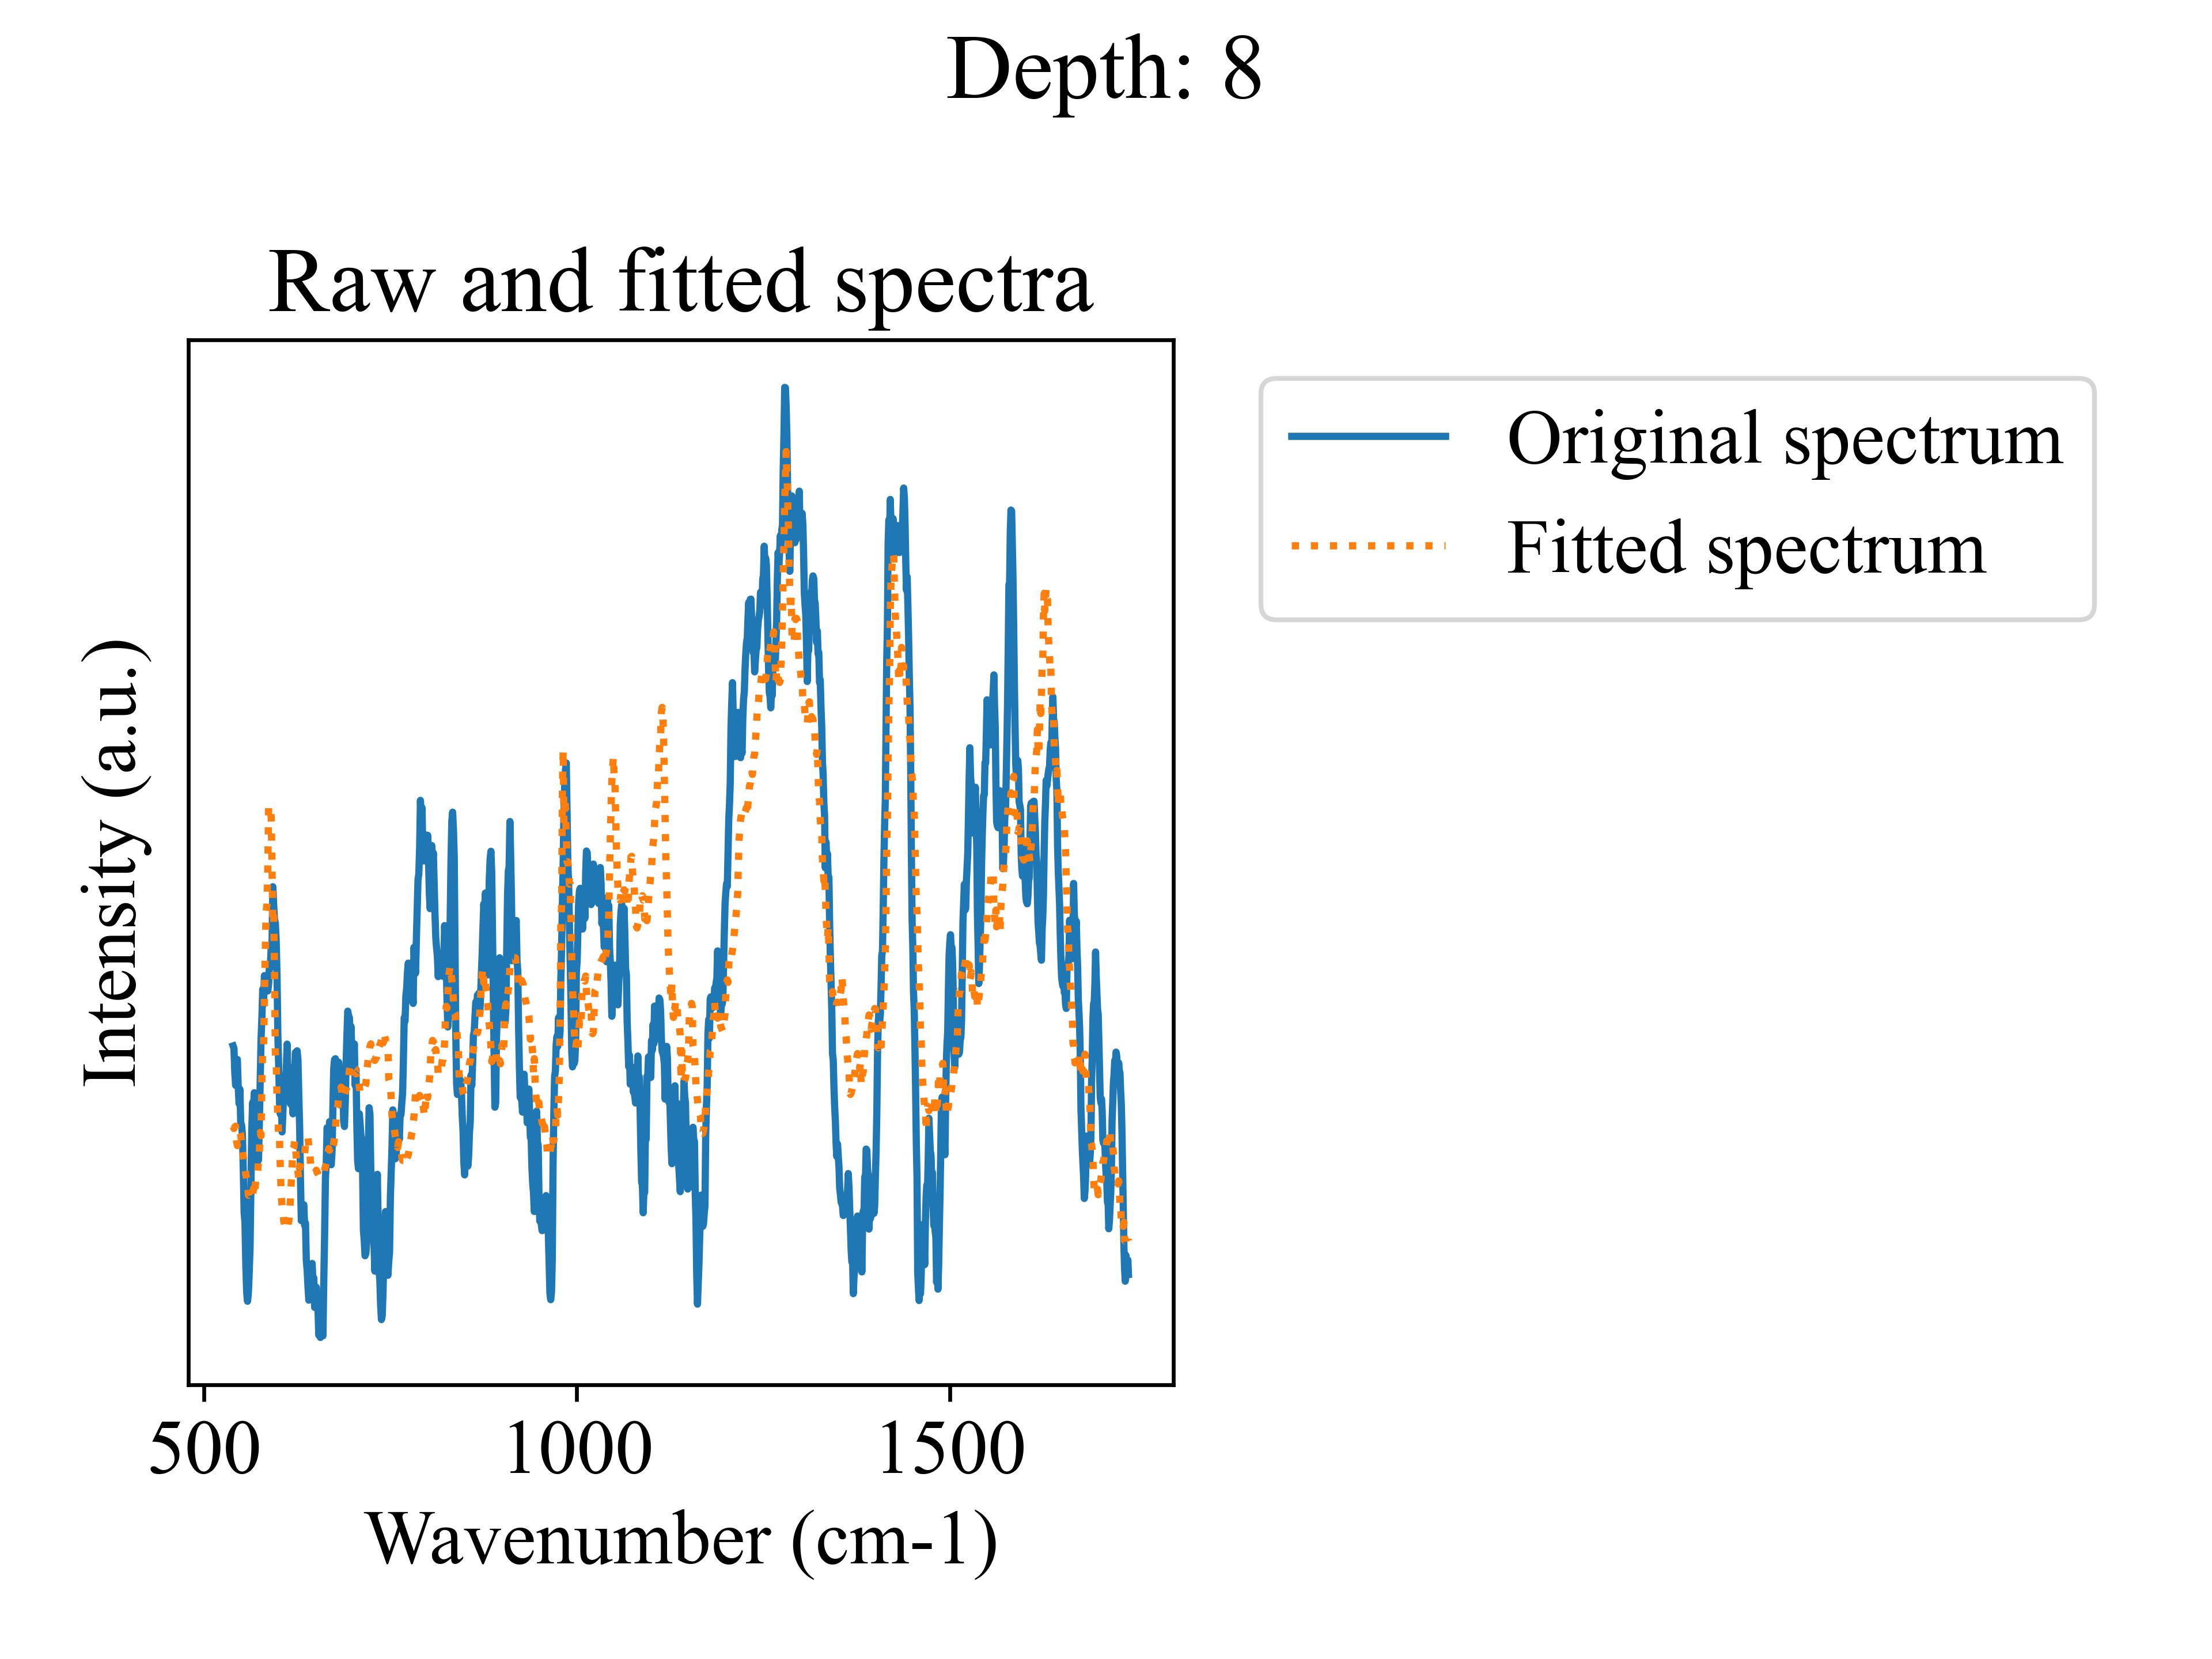 Depth: 8
Raw and fitted spectra
Original spectrum
Fitted spectrum
Intensity (a.u.)
500 1000 1500
Wavenumber (cm-1)